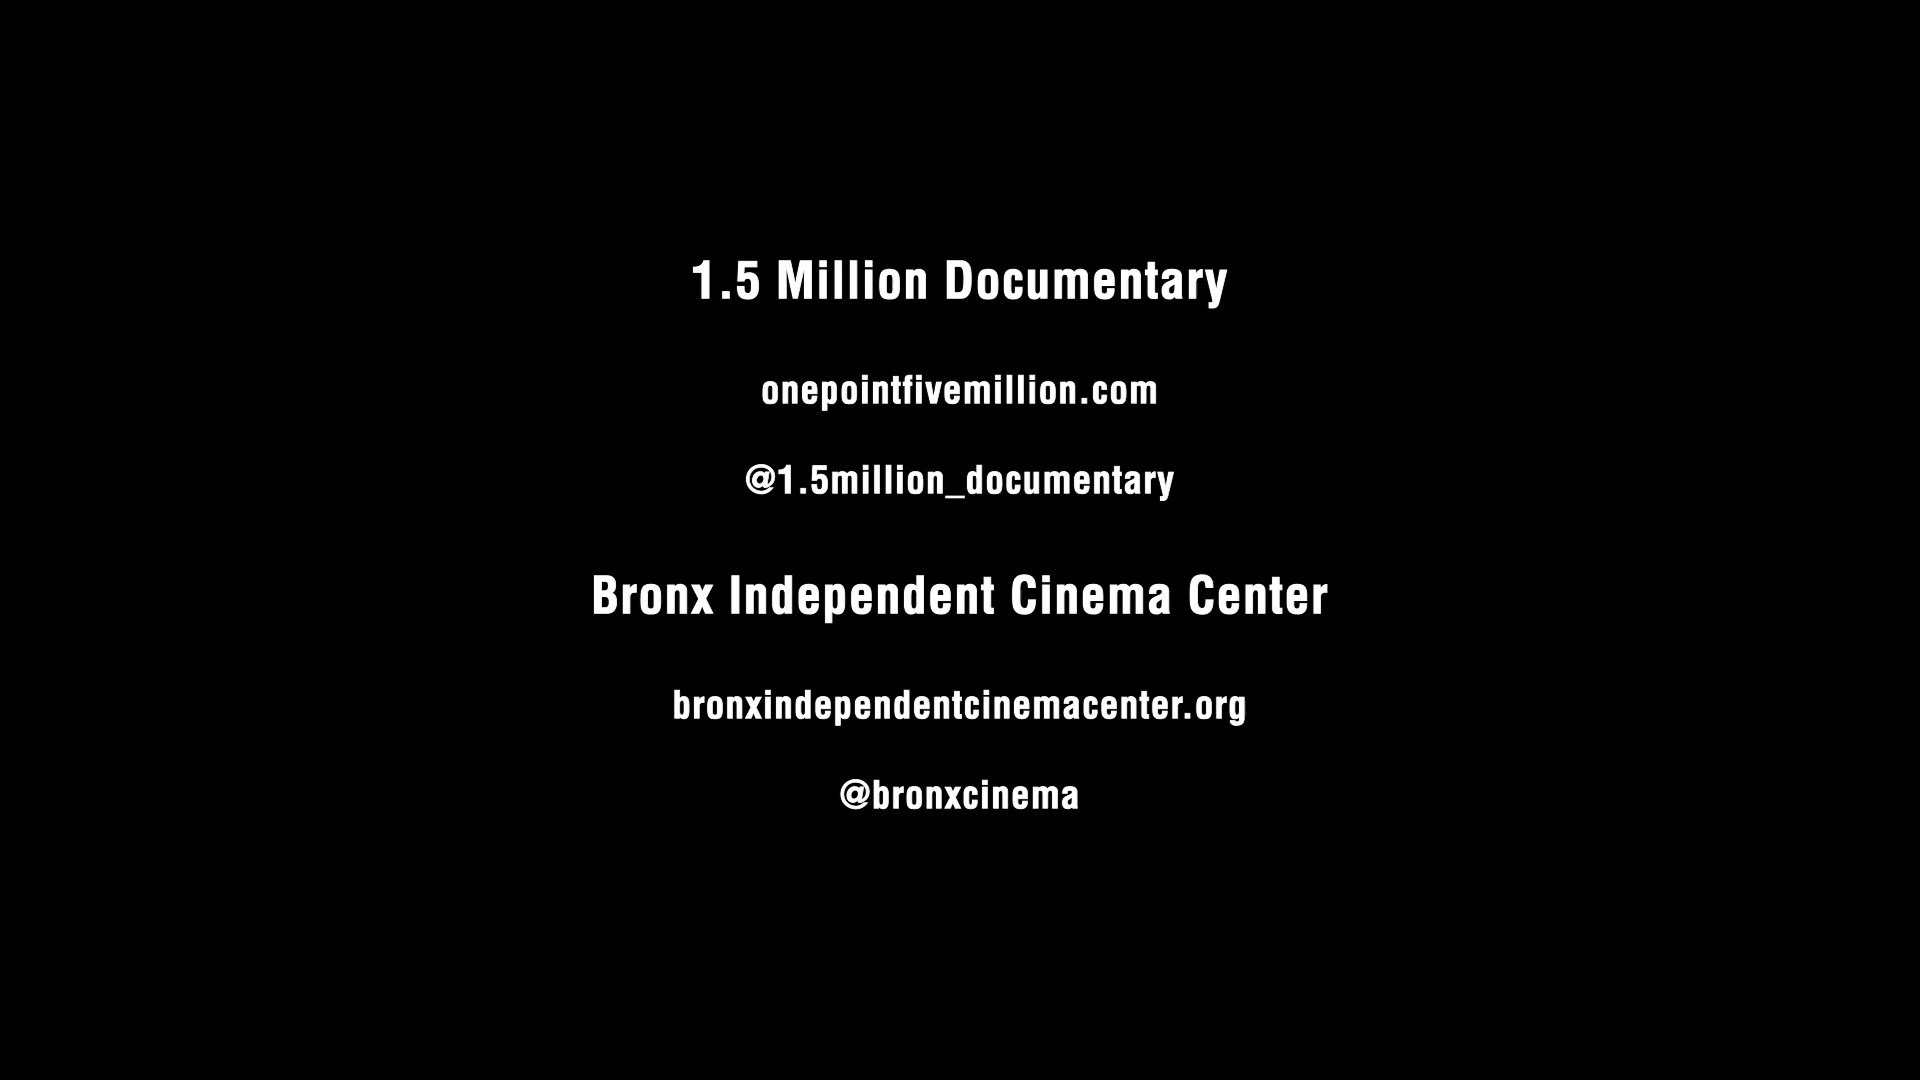 1.5 Million Documentary
onepointfivemillion.com
@1.5million_documentary
Bronx Independent Cinema Center
bronxindependentcinemacenter.org
@bronxcinema